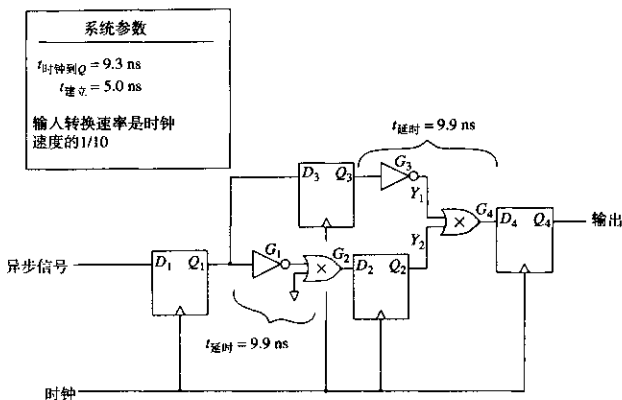 系统参数
t时钟到Q = 9.3 ns
t建立 = 5.0 ns
输入转换速率是时钟
速度的1/10
t延时 = 9.9 ns
D3 Q3 G3
Y1
G4 D4 Q4 输出
Y2
异步信号 D1 Q1 G1 × G2 D2 Q2 ×
t延时 = 9.9 ns
时钟